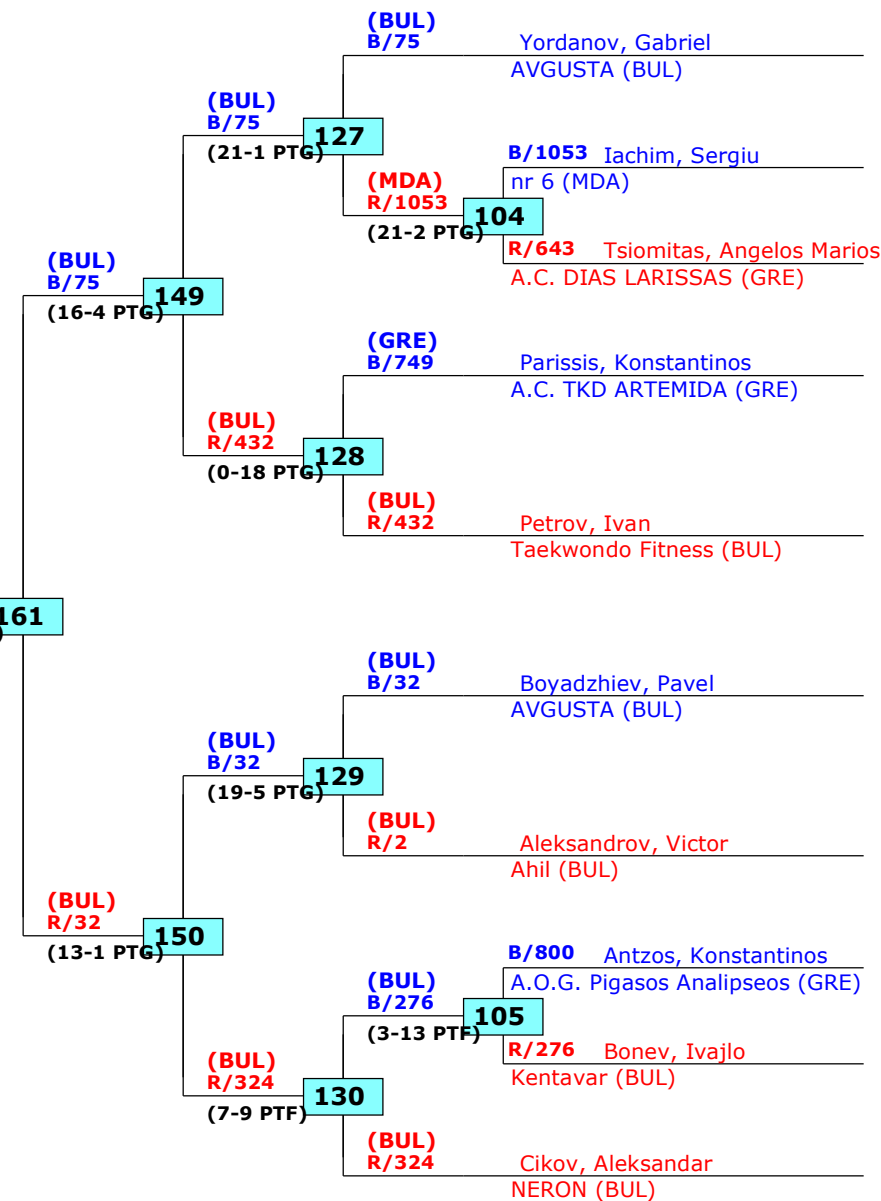 (BUL)
B/75
Yordanov, Gabriel
AVGUSTA (BUL)
(BUL)
B/75
127
(21-1 PTG)
B/1053 Iachim, Sergiu
nr 6 (MDA)
(MDA)
R/1053
104
(21-2 PTG)
R/643 Tsiomitas, Angelos Marios
A.C. DIAS LARISSAS (GRE)
(BUL)
B/75
149
(16-4 PTG)
(GRE)
B/749
Parissis, Konstantinos
A.C. TKD ARTEMIDA (GRE)
(BUL)
R/432
128
(0-18 PTG)
(BUL)
R/432
Petrov, Ivan
Taekwondo Fitness (BUL)
161
)
(BUL)
B/32
Boyadzhiev, Pavel
AVGUSTA (BUL)
(BUL)
B/32
129
(19-5 PTG)
(BUL)
R/2
Aleksandrov, Victor
Ahil (BUL)
(BUL)
R/32
150
(13-1 PTG)
B/800 Antzos, Konstantinos
A.O.G. Pigasos Analipseos (GRE)
(BUL)
B/276
105
(3-13 PTF)
R/276 Bonev, Ivajlo
Kentavar (BUL)
(BUL)
R/324
130
(7-9 PTF)
(BUL)
R/324
Cikov, Aleksandar
NERON (BUL)